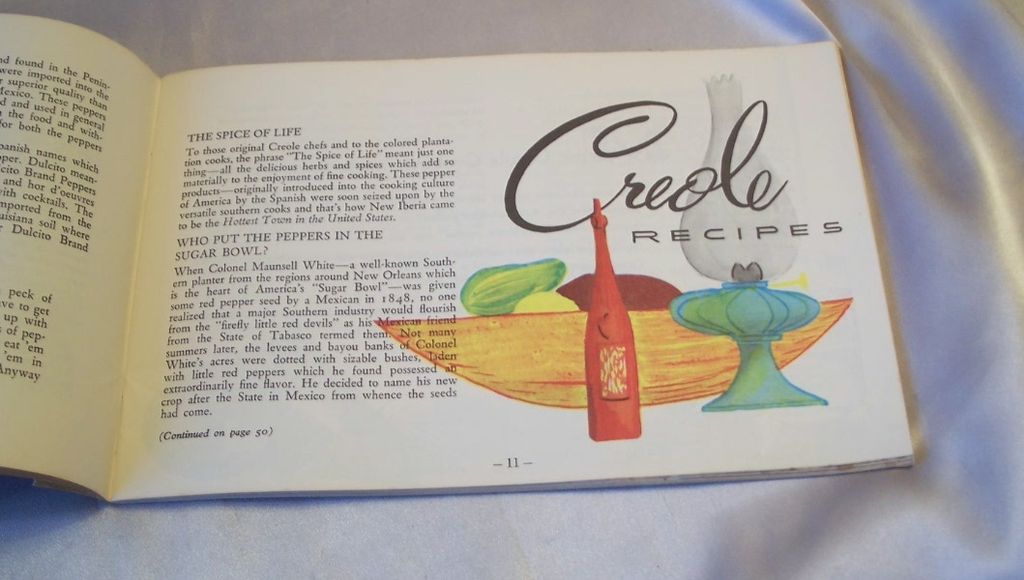 nd found in the Penin-
were imported into the
superior quality than
Mexico. These peppers
d and used in general
the food and with-
for both the peppers
panish names which
per. Dulcito mean-
cito Brand Peppers
and hor d'oeuvres
with cocktails. The
mported from the
uisiana soil where
r Dulcito Brand
peck of
ve to get
up with
of pep-
eat 'em
'em in
Anyway
THE SPICE OF LIFE
To those original Creole chefs and to the colored planta-
tion cooks, the phrase "The Spice of Life" meant just one
thing—all the delicious herbs and spices which add so
materially to the enjoyment of fine cooking. These pepper
products—originally introduced into the cooking culture
of America by the Spanish were soon seized upon by the
versatile southern cooks and that's how New Iberia came
to be the Hottest Town in the United States.
WHO PUT THE PEPPERS IN THE
SUGAR BOWL?
When Colonel Maunsell White—a well-known South-
ern planter from the regions around New Orleans which
is the heart of America's "Sugar Bowl"—was given
some red pepper seed by a Mexican in 1848, no one
realized that a major Southern industry would flourish
from the "firefly little red devils" as his Mexican friend
from the State of Tabasco termed them. Not many
summers later, the levees and bayou banks of Colonel
White's acres were dotted with sizable bushes, laden
with little red peppers which he found possessed an
extraordinarily fine flavor. He decided to name his new
crop after the State in Mexico from whence the seeds
had come.
(Continued on page 50)
Creole
RECIPES
— 11 —